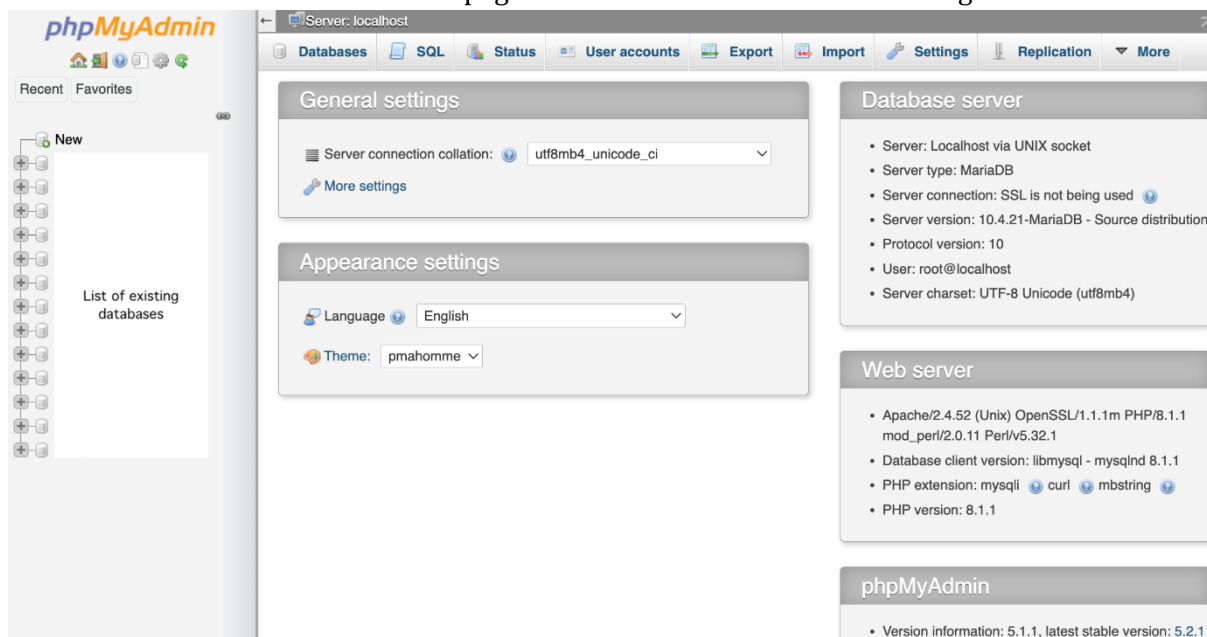 phpMyAdmin
Recent Favorites
New
List of existing
databases
Server: localhost
Databases SQL Status User accounts Export Import Settings Replication More
General settings
Server connection collation: utf8mb4_unicode_ci
More settings
Appearance settings
Language English
Theme: pmahomme
Database server
• Server: Localhost via UNIX socket
• Server type: MariaDB
• Server connection: SSL is not being used
• Server version: 10.4.21-MariaDB - Source distribution
• Protocol version: 10
• User: root@localhost
• Server charset: UTF-8 Unicode (utf8mb4)
Web server
• Apache/2.4.52 (Unix) OpenSSL/1.1.1m PHP/8.1.1
mod_perl/2.0.11 Perl/v5.32.1
• Database client version: libmysql - mysqlnd 8.1.1
• PHP extension: mysqli curl mbstring
• PHP version: 8.1.1
phpMyAdmin
• Version information: 5.1.1, latest stable version: 5.2.1